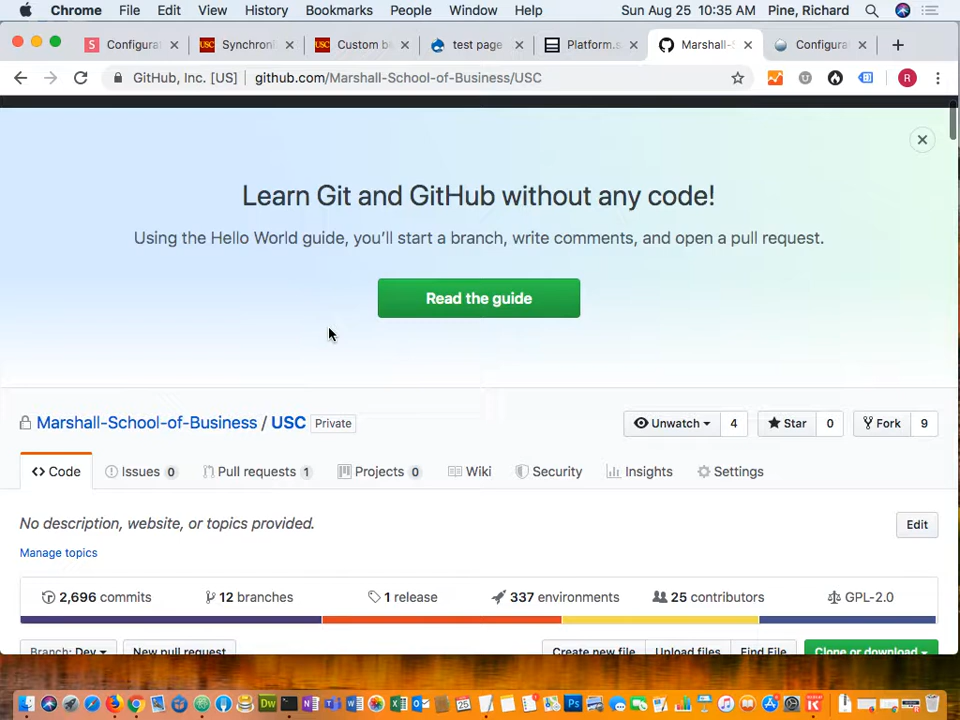 Chrome File Edit View History Bookmarks People Window Help Sun Aug 25 10:35 AM Pine, Richard
Configurat Synchroni Custom bl test page Platform.s Marshall-S Configurat
GitHub, Inc. [US] github.com/Marshall-School-of-Business/USC R
Learn Git and GitHub without any code!
Using the Hello World guide, you’ll start a branch, write comments, and open a pull request.
Read the guide
Marshall-School-of-Business / USC Private Unwatch 4 Star 0 Fork 9
Code Issues 0 Pull requests 1 Projects 0 Wiki Security Insights Settings
No description, website, or topics provided. Edit
Manage topics
2,696 commits 12 branches 1 release 337 environments 25 contributors GPL-2.0
Branch: Dev New pull request Create new file Upload files Find File Clone or download